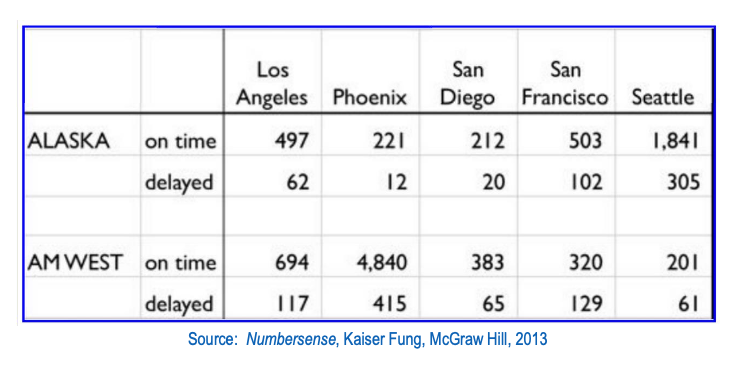 Los Angeles Phoenix San Diego San Francisco Seattle
ALASKA on time 497 221 212 503 1,841
delayed 62 12 20 102 305
AM WEST on time 694 4,840 383 320 201
delayed 117 415 65 129 61
Source: Numbersense, Kaiser Fung, McGraw Hill, 2013